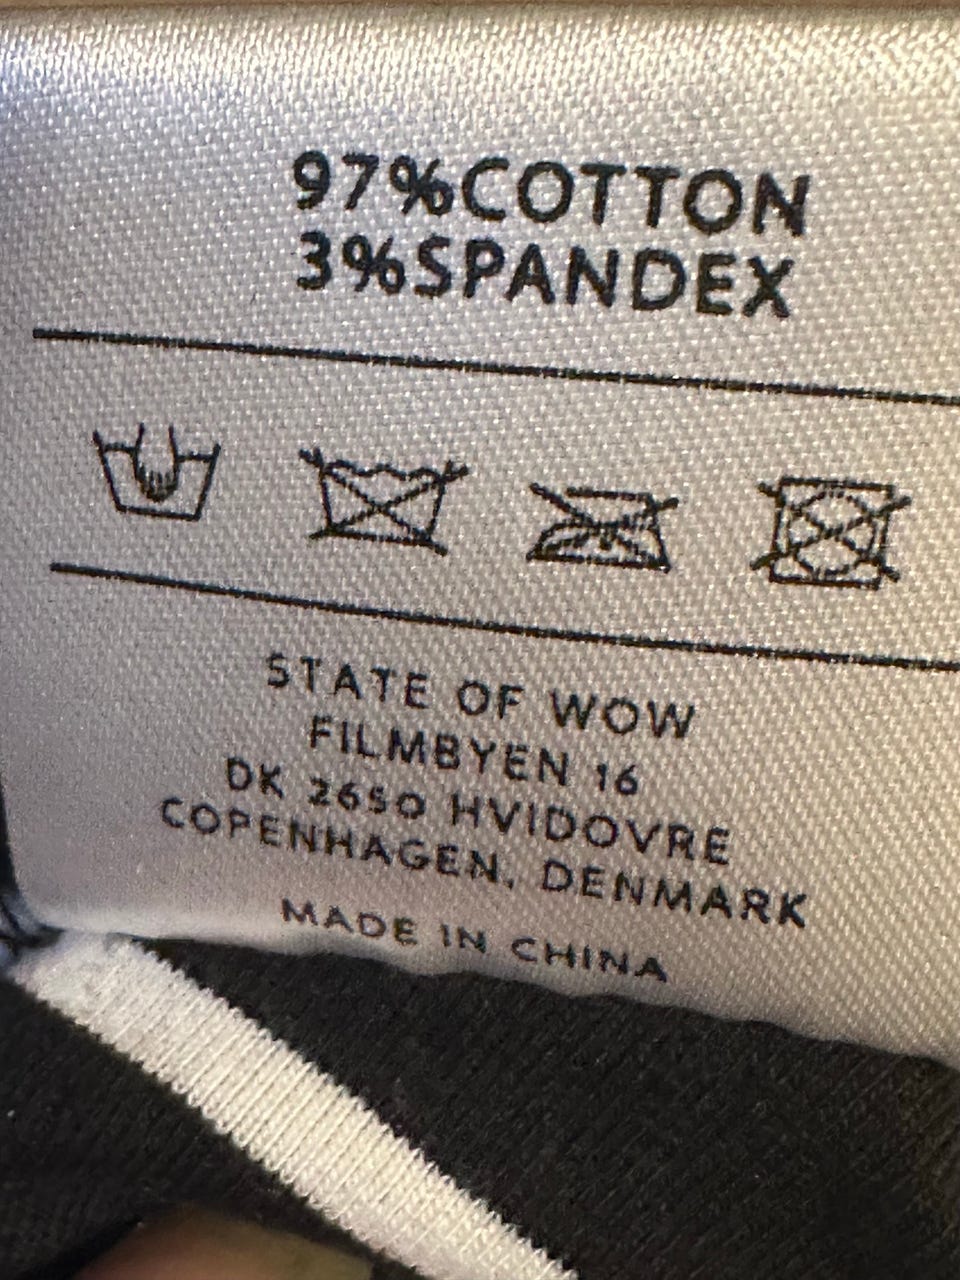 97%COTTON
3%SPANDEX
STATE OF WOW
FILMBYEN 16
DK 2650 HVIDOVRE
COPENHAGEN, DENMARK
MADE IN CHINA